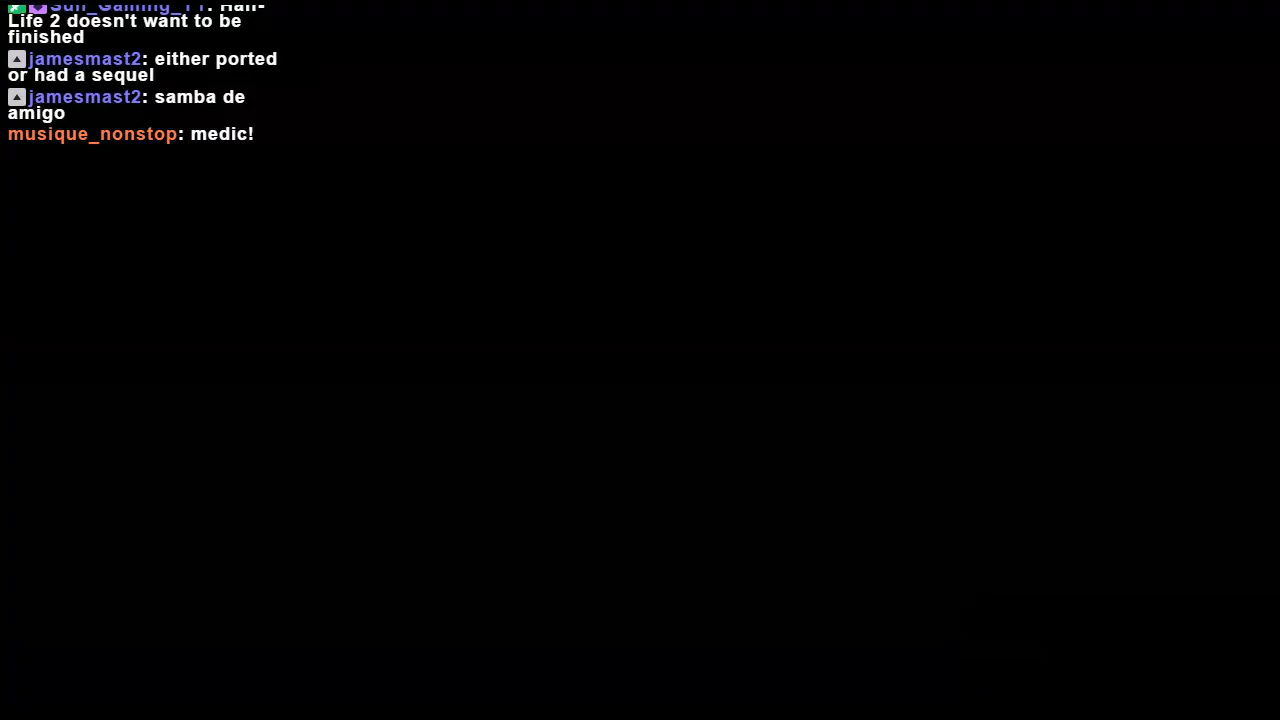 Life 2 doesn't want to be
finished
jamesmast2: either ported
or had a sequel
jamesmast2: samba de
amigo
musique_nonstop: medic!